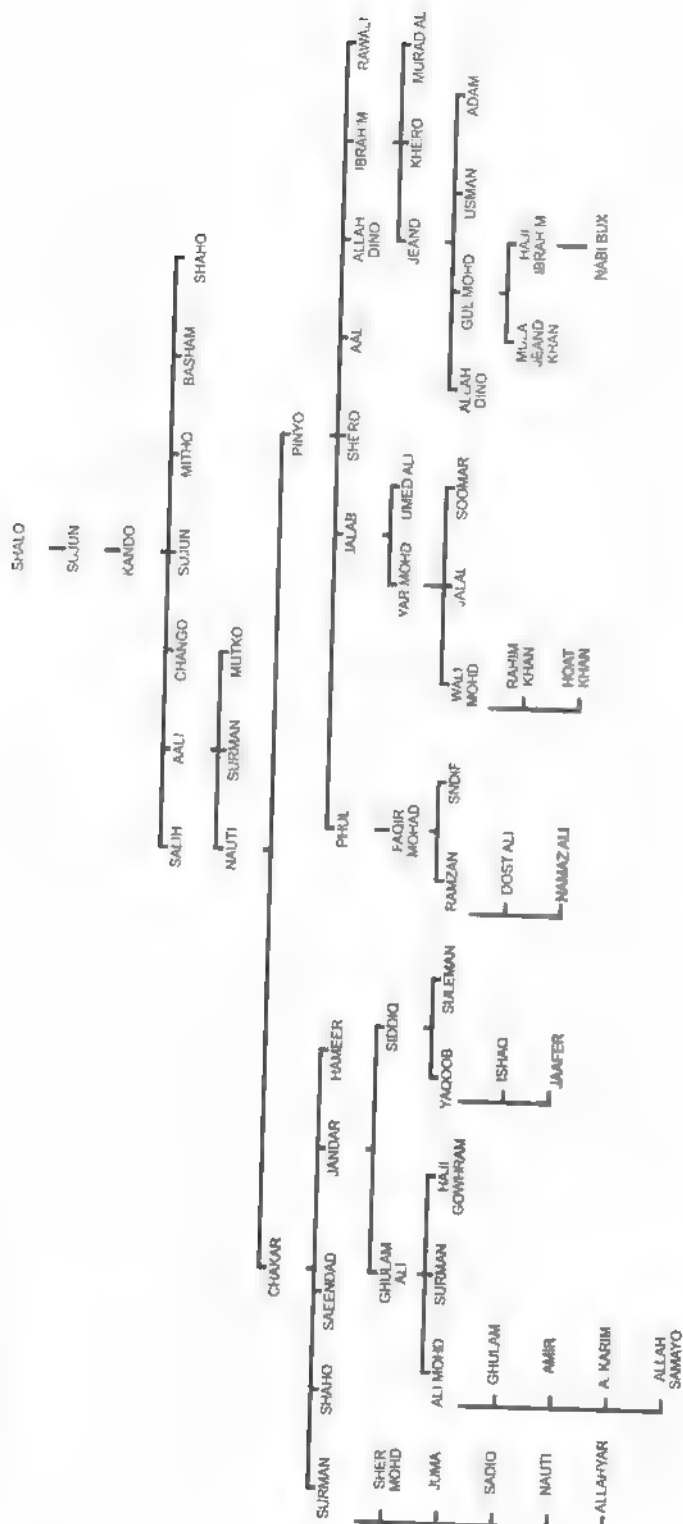 SHALO
SUJUN
KANDO
SALIH
AALI
CHANGO
SUJUN
MITHO
BASHAM
SHAHO
NAUTI
SURMAN
MUTKO
CHAKAR
PINYO
SURMAN
SHAHO
SAEENDAD
JANDAR
HAMEER
PHUL
JALAB
SHERO
AAL
ALLAH
DINO
IBRAHIM
RAWALI
SHER
MOHD
JUMA
SADIQ
NAUTI
ALLAHYAR
GHULAM
ALI
SIDDIQ
FAQIR
MOHAD
YAR MOHD
UMED ALI
JEAND
KHERO
MURAD AL
ALI MOHD
SURMAN
HAJI
GOWHRAM
YAQOOB
SULEMAN
RAMZAN
WALI
MOHD
JALAL
SOOMAR
ALLAH
DINO
GUL MOHD
USMAN
ADAM
GHULAM
AMIR
A. KARIM
ALLAH
SAMAYO
ISHAQ
JAAFER
DOST ALI
NAMAZ ALI
RAHIM
KHAN
HOAT
KHAN
JEAND
KHAN
HAJI
IBRAHIM
NABI BUX